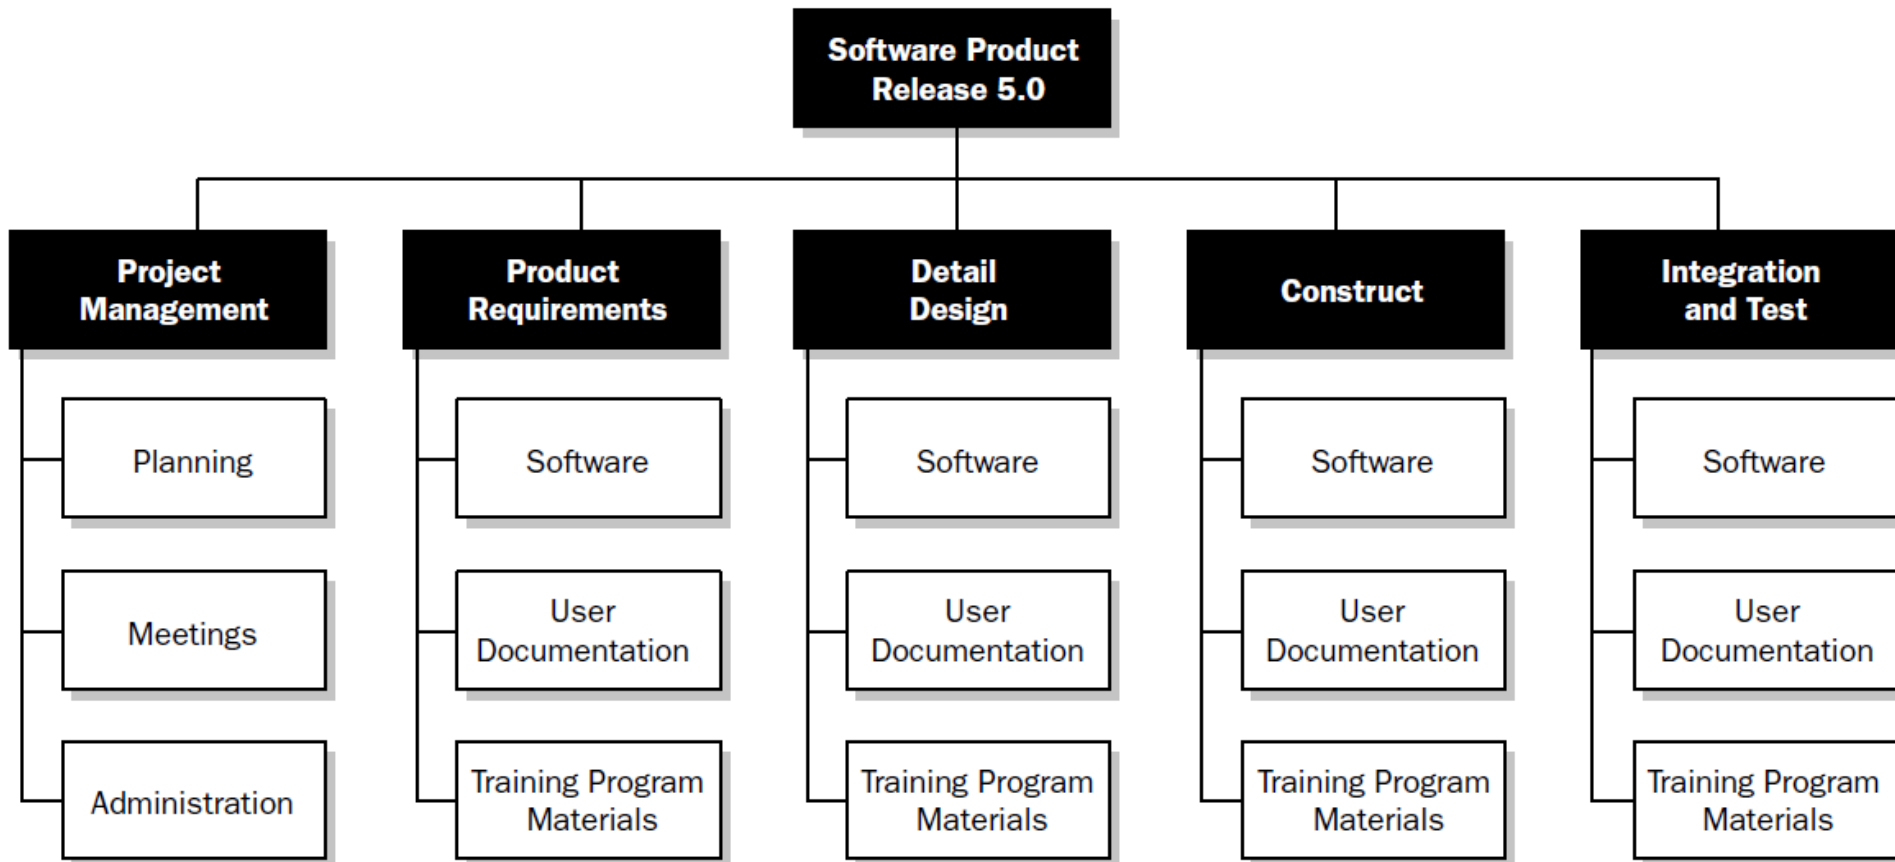 Software Product
Release 5.0
Project
Management
Product
Requirements
Detail
Design
Construct
Integration
and Test
Planning
Software
Software
Software
Software
Meetings
User
Documentation
User
Documentation
User
Documentation
User
Documentation
Administration
Training Program
Materials
Training Program
Materials
Training Program
Materials
Training Program
Materials